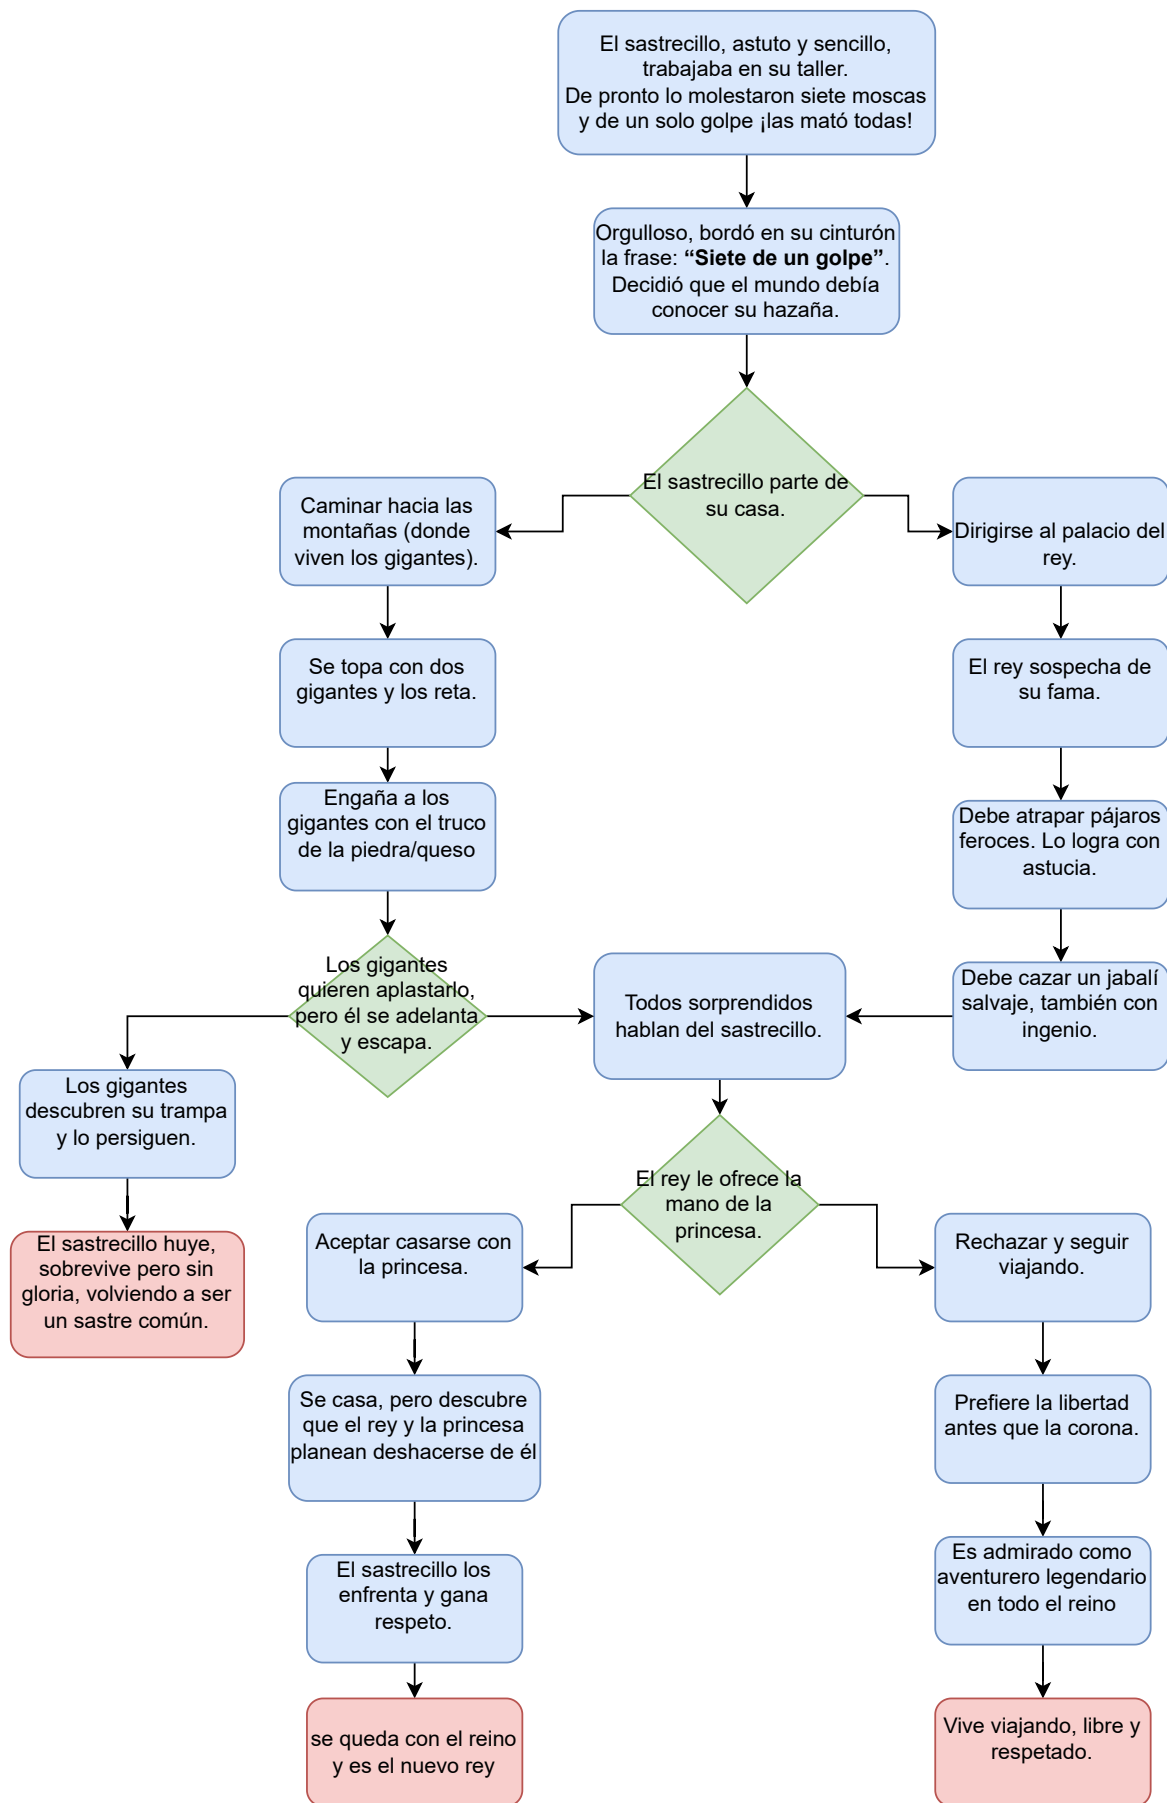 El sastrecillo, astuto y sencillo,
trabajaba en su taller.
De pronto lo molestaron siete moscas
y de un solo golpe ¡las mató todas!
Orgulloso, bordó en su cinturón
la frase: “Siete de un golpe”.
Decidió que el mundo debía
conocer su hazaña.
El sastrecillo parte de
su casa.
Caminar hacia las
montañas (donde
viven los gigantes).
Dirigirse al palacio del
rey.
Se topa con dos
gigantes y los reta.
El rey sospecha de
su fama.
Engaña a los
gigantes con el truco
de la piedra/queso
Debe atrapar pájaros
feroces. Lo logra con
astucia.
Los gigantes
quieren aplastarlo,
pero él se adelanta
y escapa.
Todos sorprendidos
hablan del sastrecillo.
Debe cazar un jabalí
salvaje, también con
ingenio.
Los gigantes
descubren su trampa
y lo persiguen.
El rey le ofrece la
mano de la
princesa.
El sastrecillo huye,
sobrevive pero sin
gloria, volviendo a ser
un sastre común.
Aceptar casarse con
la princesa.
Rechazar y seguir
viajando.
Se casa, pero descubre
que el rey y la princesa
planean deshacerse de él
Prefiere la libertad
antes que la corona.
El sastrecillo los
enfrenta y gana
respeto.
Es admirado como
aventurero legendario
en todo el reino
se queda con el reino
y es el nuevo rey
Vive viajando, libre y
respetado.